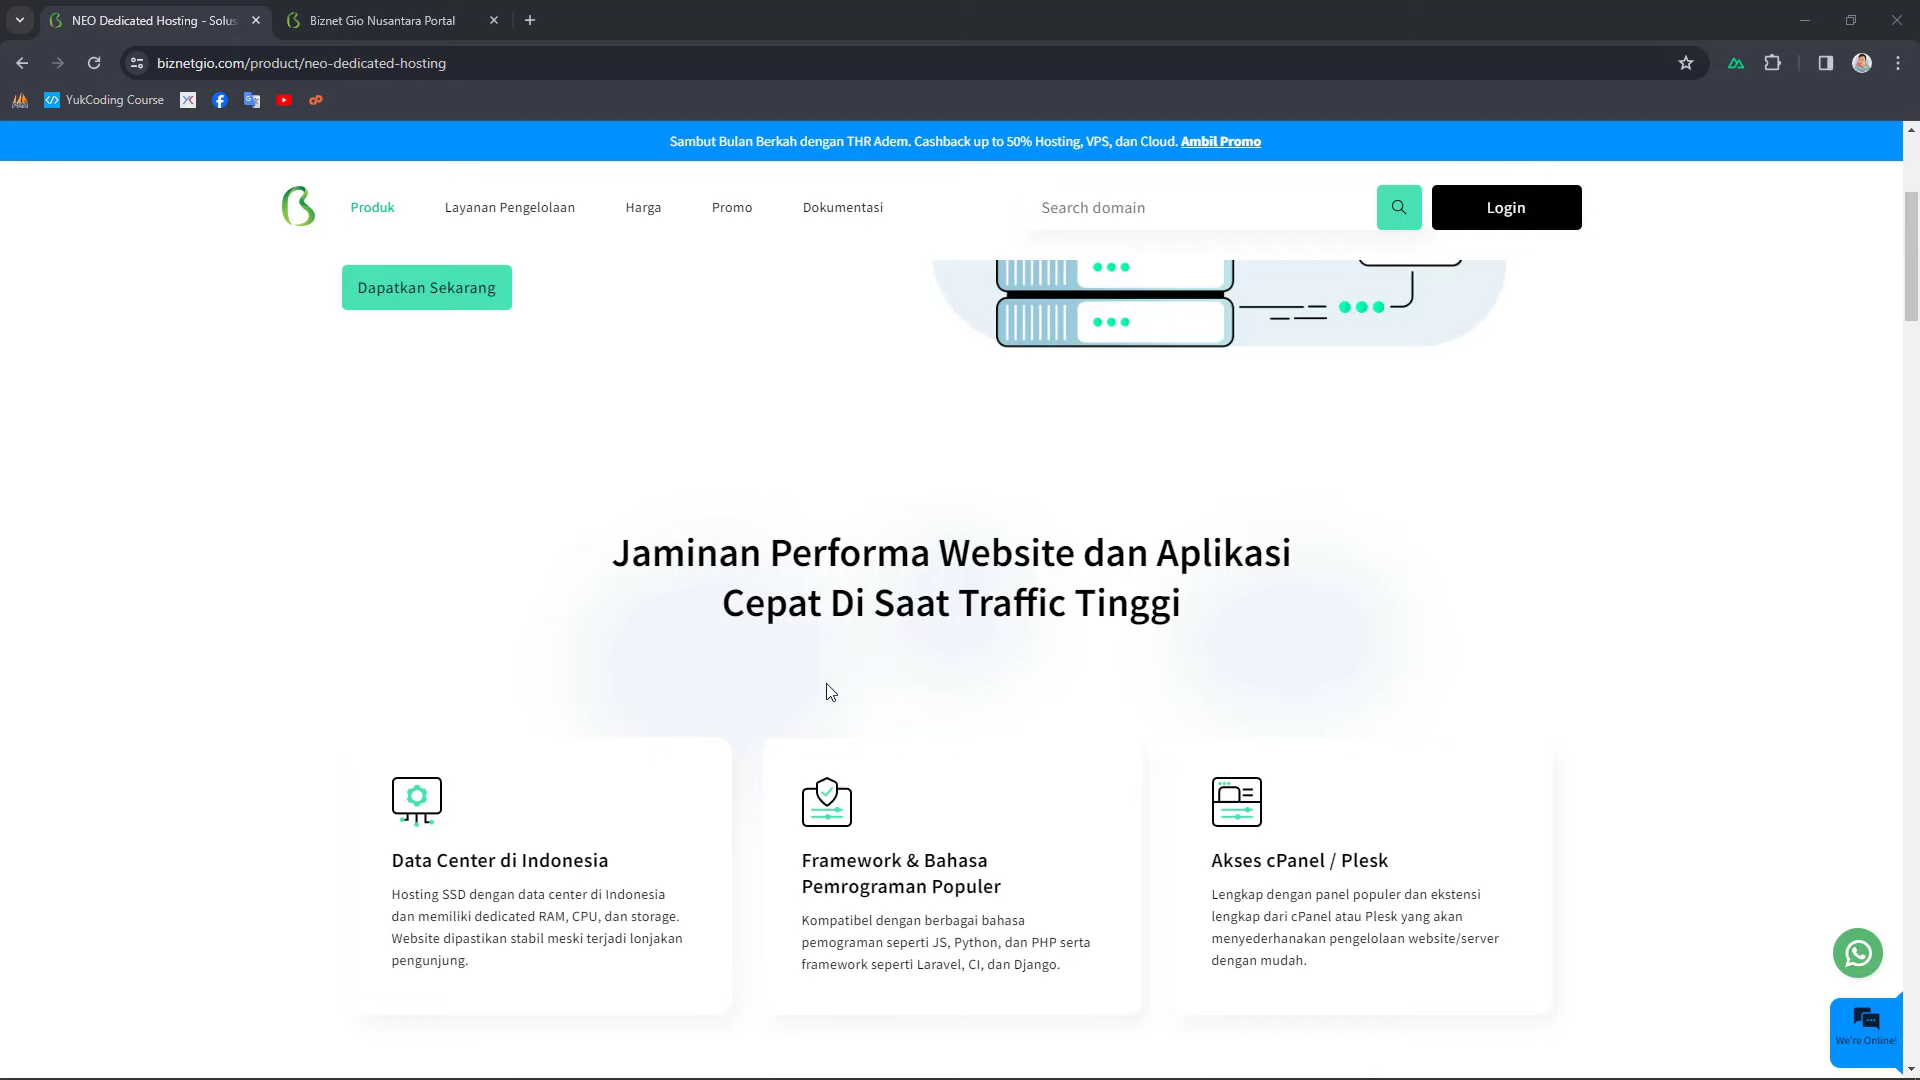 NEO Dedicated Hosting - Solus
Biznet Gio Nusantara Portal
biznetgio.com/product/neo-dedicated-hosting
YukCoding Course
Sambut Bulan Berkah dengan THR Adem. Cashback up to 50% Hosting, VPS, dan Cloud. Ambil Promo
Produk
Layanan Pengelolaan
Harga
Promo
Dokumentasi
Search domain
Login
Dapatkan Sekarang
Jaminan Performa Website dan Aplikasi
Cepat Di Saat Traffic Tinggi
Data Center di Indonesia
Hosting SSD dengan data center di Indonesia
dan memiliki dedicated RAM, CPU, dan storage.
Website dipastikan stabil meski terjadi lonjakan
pengunjung.
Framework & Bahasa
Pemrograman Populer
Kompatibel dengan berbagai bahasa
pemograman seperti JS, Python, dan PHP serta
framework seperti Laravel, CI, dan Django.
Akses cPanel / Plesk
Lengkap dengan panel populer dan ekstensi
lengkap dari cPanel atau Plesk yang akan
menyederhanakan pengelolaan website/server
dengan mudah.
We're Online!